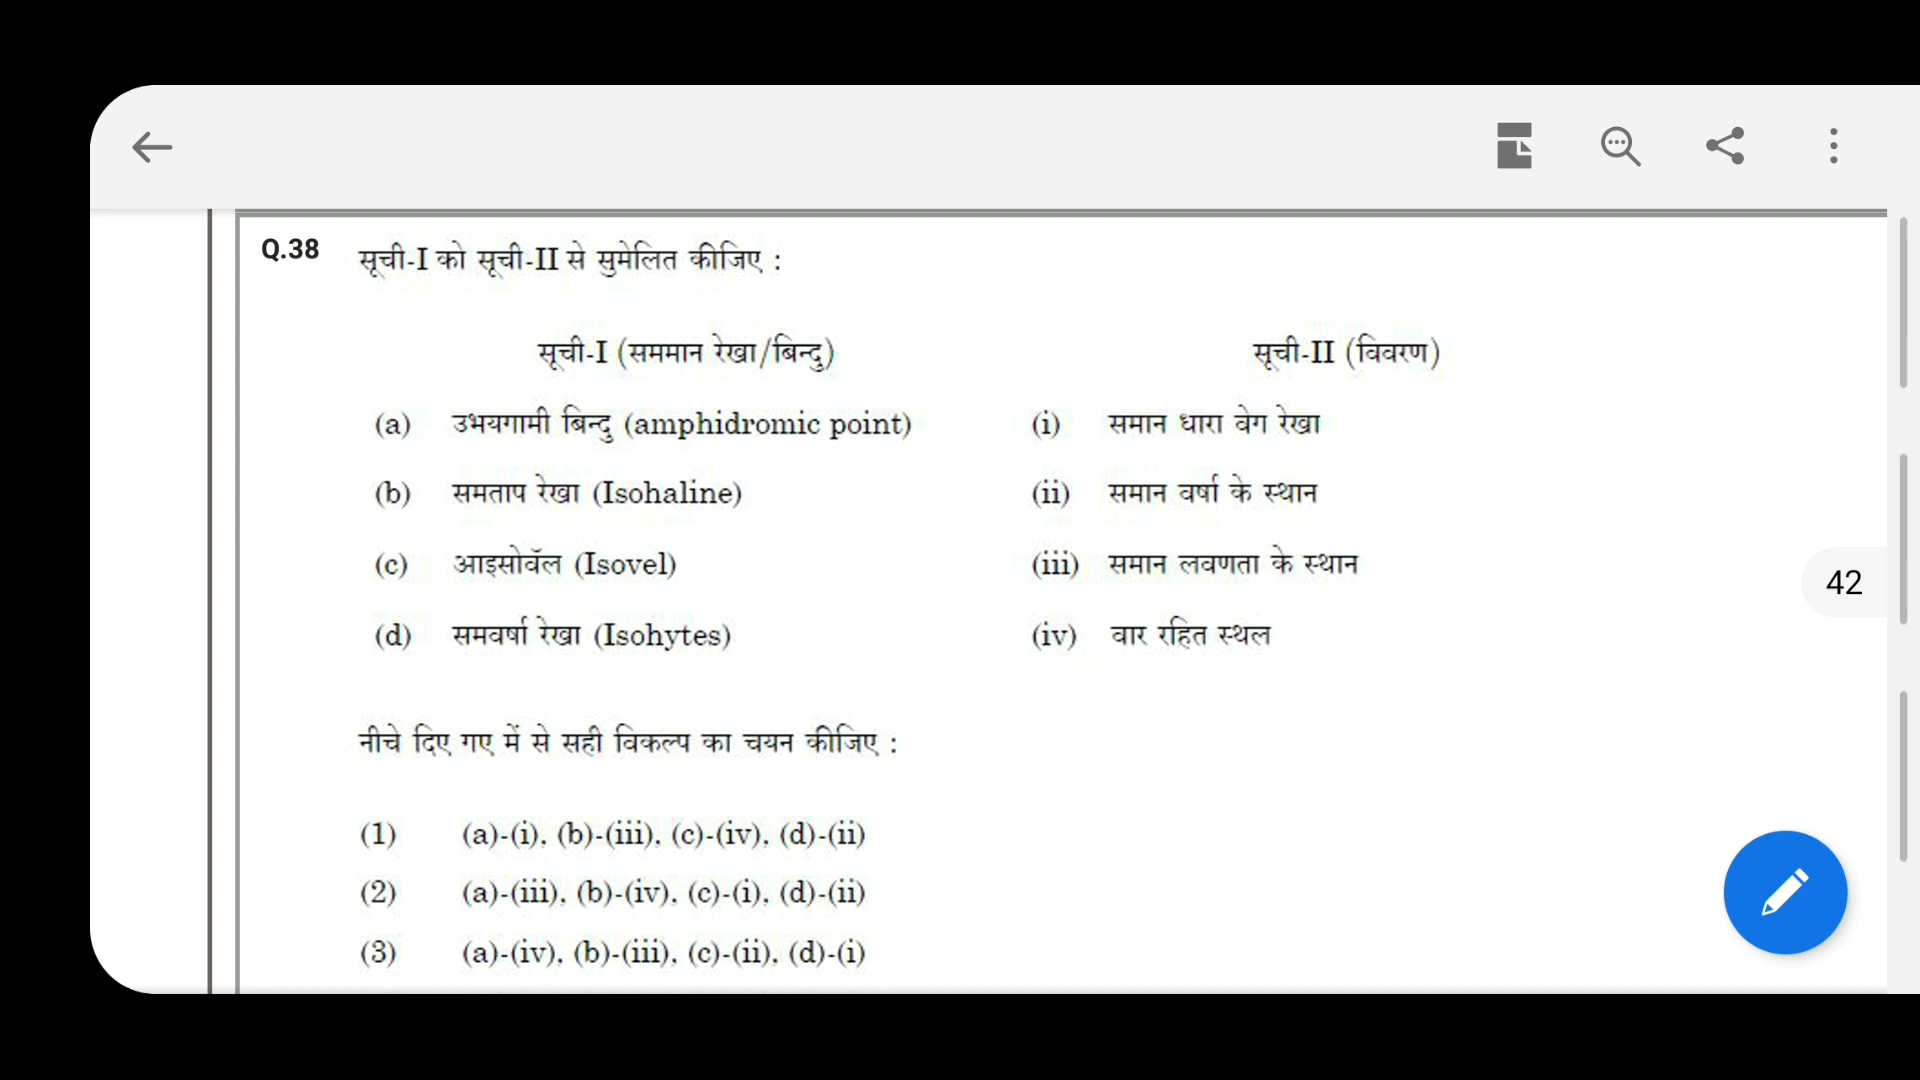 Q.38 सूची-I को सूची-II से सुमेलित कीजिए :
सूची-I (सममान रेखा/बिन्दु) सूची-II (विवरण)
(a) उभयगामी बिन्दु (amphidromic point) (i) समान धारा वेग रेखा
(b) समताप रेखा (Isohaline) (ii) समान वर्षा के स्थान
(c) आइसोवॅल (Isovel) (iii) समान लवणता के स्थान
(d) समवर्षा रेखा (Isohytes) (iv) वार रहित स्थल
42
नीचे दिए गए में से सही विकल्प का चयन कीजिए :
(1) (a)-(i), (b)-(iii), (c)-(iv), (d)-(ii)
(2) (a)-(iii), (b)-(iv), (c)-(i), (d)-(ii)
(3) (a)-(iv), (b)-(iii), (c)-(ii), (d)-(i)